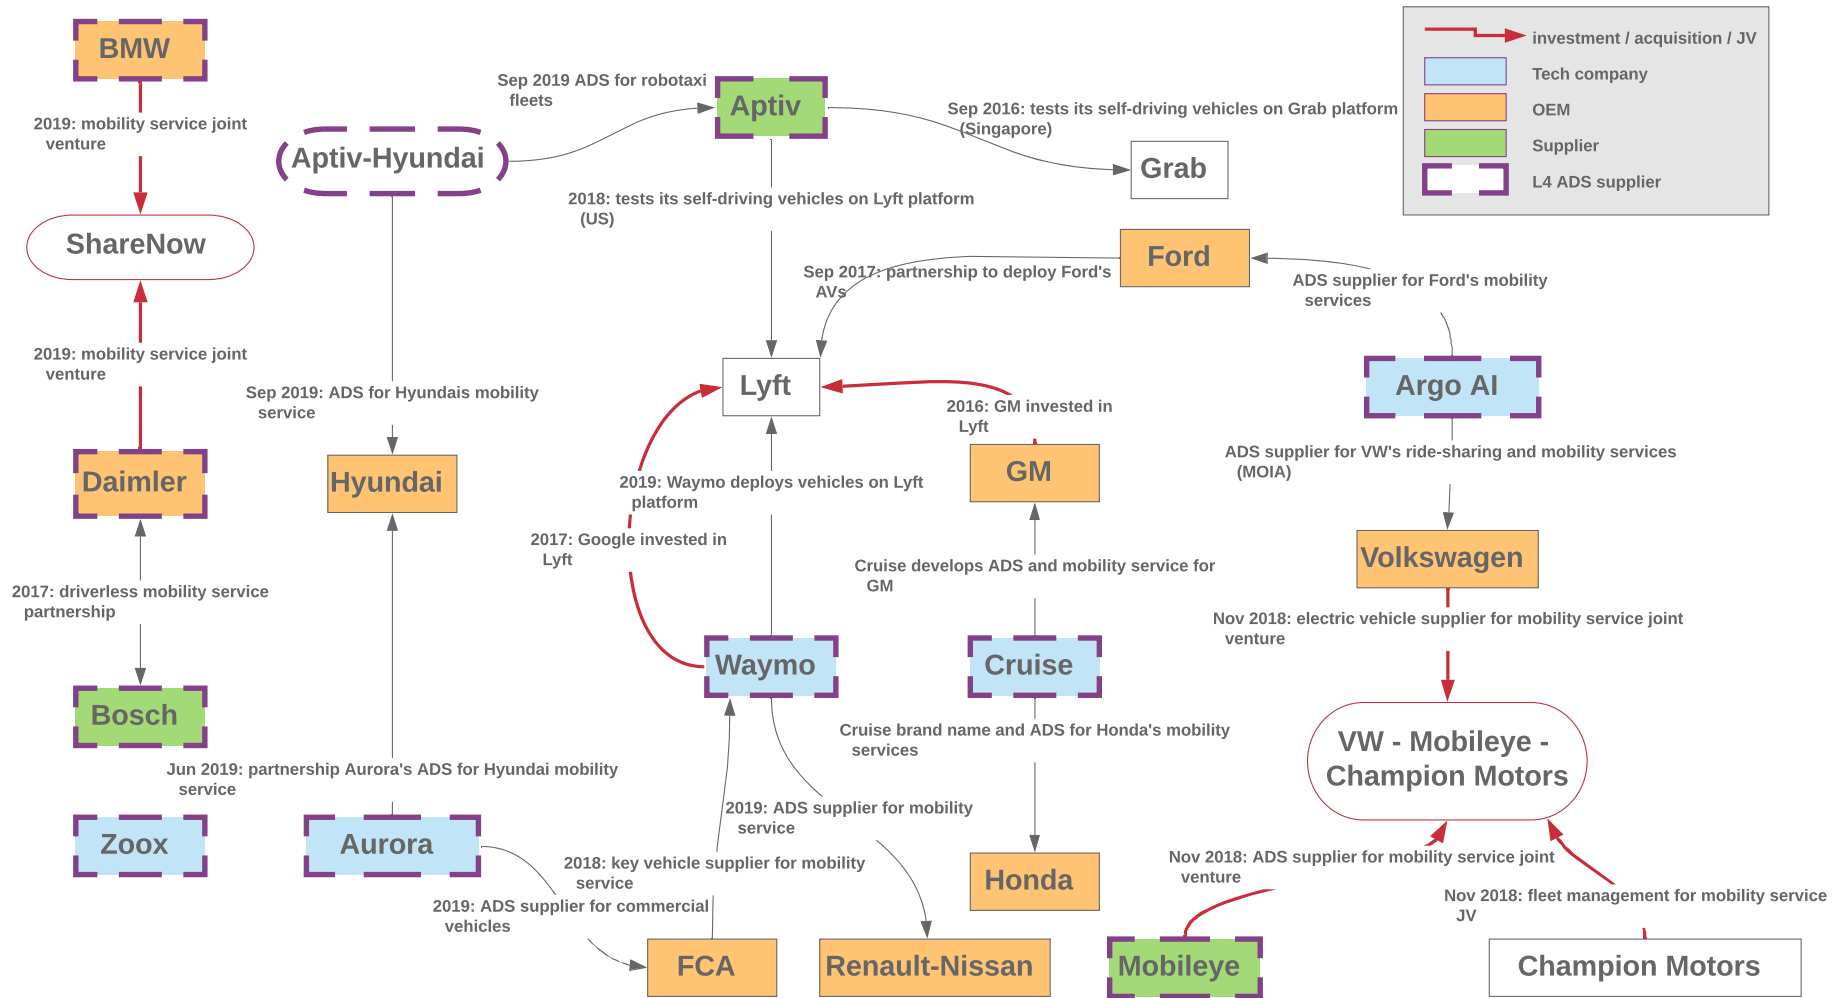 BMW
2019: mobility service joint
venture
ShareNow
2019: mobility service joint
venture
Daimler
2017: driverless mobility service
partnership
Bosch
Zoox
Aptiv-Hyundai
Sep 2019 ADS for robotaxi
fleets
Aptiv
Sep 2016: tests its self-driving vehicles on Grab platform
(Singapore)
Grab
2018: tests its self-driving vehicles on Lyft platform
(US)
Sep 2017: partnership to deploy Ford's
AVs
Ford
ADS supplier for Ford's mobility
services
Lyft
Argo AI
Sep 2019: ADS for Hyundais mobility
service
Hyundai
2016: GM invested in
Lyft
GM
ADS supplier for VW's ride-sharing and mobility services
(MOIA)
2019: Waymo deploys vehicles on Lyft
platform
2017: Google invested in
Lyft
Cruise develops ADS and mobility service for
GM
Volkswagen
Nov 2018: electric vehicle supplier for mobility service joint
venture
Waymo
Cruise
Cruise brand name and ADS for Honda's mobility
services
VW - Mobileye -
Champion Motors
Jun 2019: partnership Aurora's ADS for Hyundai mobility
service
Aurora
2019: ADS supplier for mobility
service
2018: key vehicle supplier for mobility
service
2019: ADS supplier for commercial
vehicles
Honda
Nov 2018: ADS supplier for mobility service joint
venture
Nov 2018: fleet management for mobility service
JV
FCA
Renault-Nissan
Mobileye
Champion Motors
investment / acquisition / JV
Tech company
OEM
Supplier
L4 ADS supplier